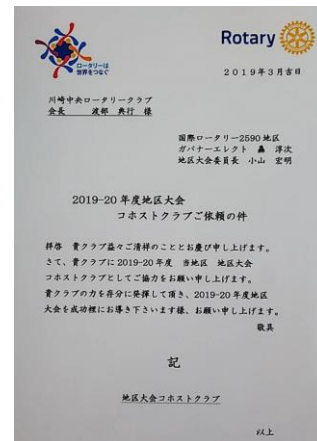 ロータリーは
世界をつなぐ
Rotary
2019年3月吉日
川崎中央ロータリークラブ
会長 渡部 典行 様
国際ロータリー2590地区
ガバナーエレクト 轟 淳次
地区大会委員長 小山 宏明
2019-20年度地区大会
コホストクラブご依頼の件
拝啓 貴クラブ益々ご清祥のこととお慶び申し上げます。
さて、貴クラブに2019-20年度 当地区 地区大会
コホストクラブとしてご協力をお願い申し上げます。
貴クラブの力を存分に発揮して頂き、2019-20年度地区
大会を成功裡にお導き下さいます様、お願い申し上げます。
敬具
記
地区大会コホストクラブ
以上